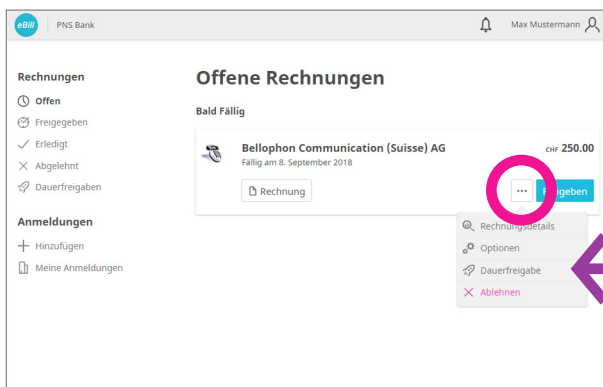 eBill PNS Bank Max Mustermann
Rechnungen
Offen
Freigegeben
Erledigt
Abgelehnt
Dauerfreigaben
Anmeldungen
Hinzufügen
Meine Anmeldungen
Offene Rechnungen
Bald Fällig
Bellophon Communication (Suisse) AG CHF 250.00
Fällig am 8. September 2018
Rechnung ...
Rechnungsdetails
Optionen
Dauerfreigabe
Ablehnen